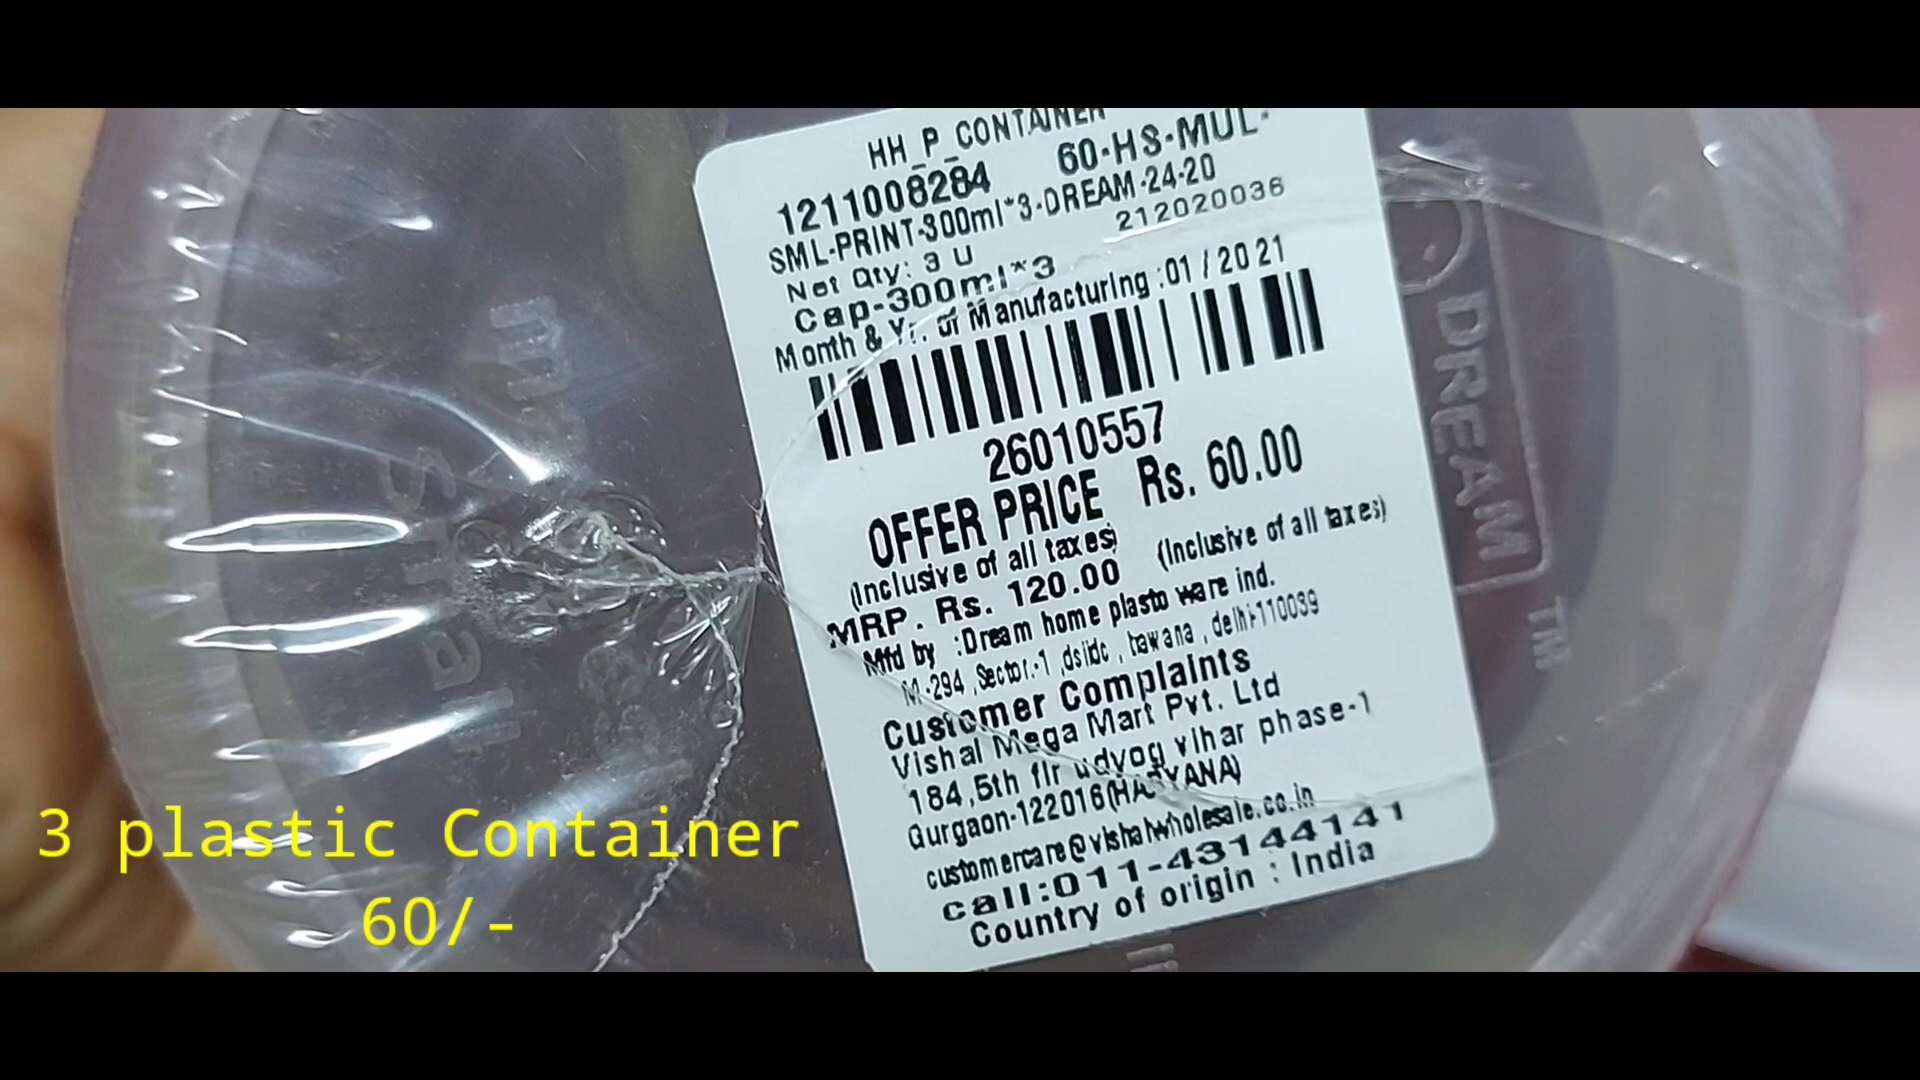 HH_P_CONTAINER
1211008284 60-HS-MUL-
SML-PRINT-300ml*3-DREAM-24-20
Net Qty: 3 U 212020036
Cap-300ml*3
Month & Yr. of Manufacturing :01 / 2021
26010557
OFFER PRICE Rs. 60.00
(Inclusive of all taxes) (Inclusive of all taxes)
MRP. Rs. 120.00
Mfd by :Dream home plasto ware ind.
M-294 ,Sector-1 ,dsidc , bawana , delhi-110039
Customer Complaints
Vishal Mega Mart Pvt. Ltd
184,5th flr udyog vihar phase-1
Gurgaon-122016(HARYANA)
customercare@vishalwholesale.co.in
call:011-43144141
Country of origin : India
DREAM
TM
3 plastic Container
60/-